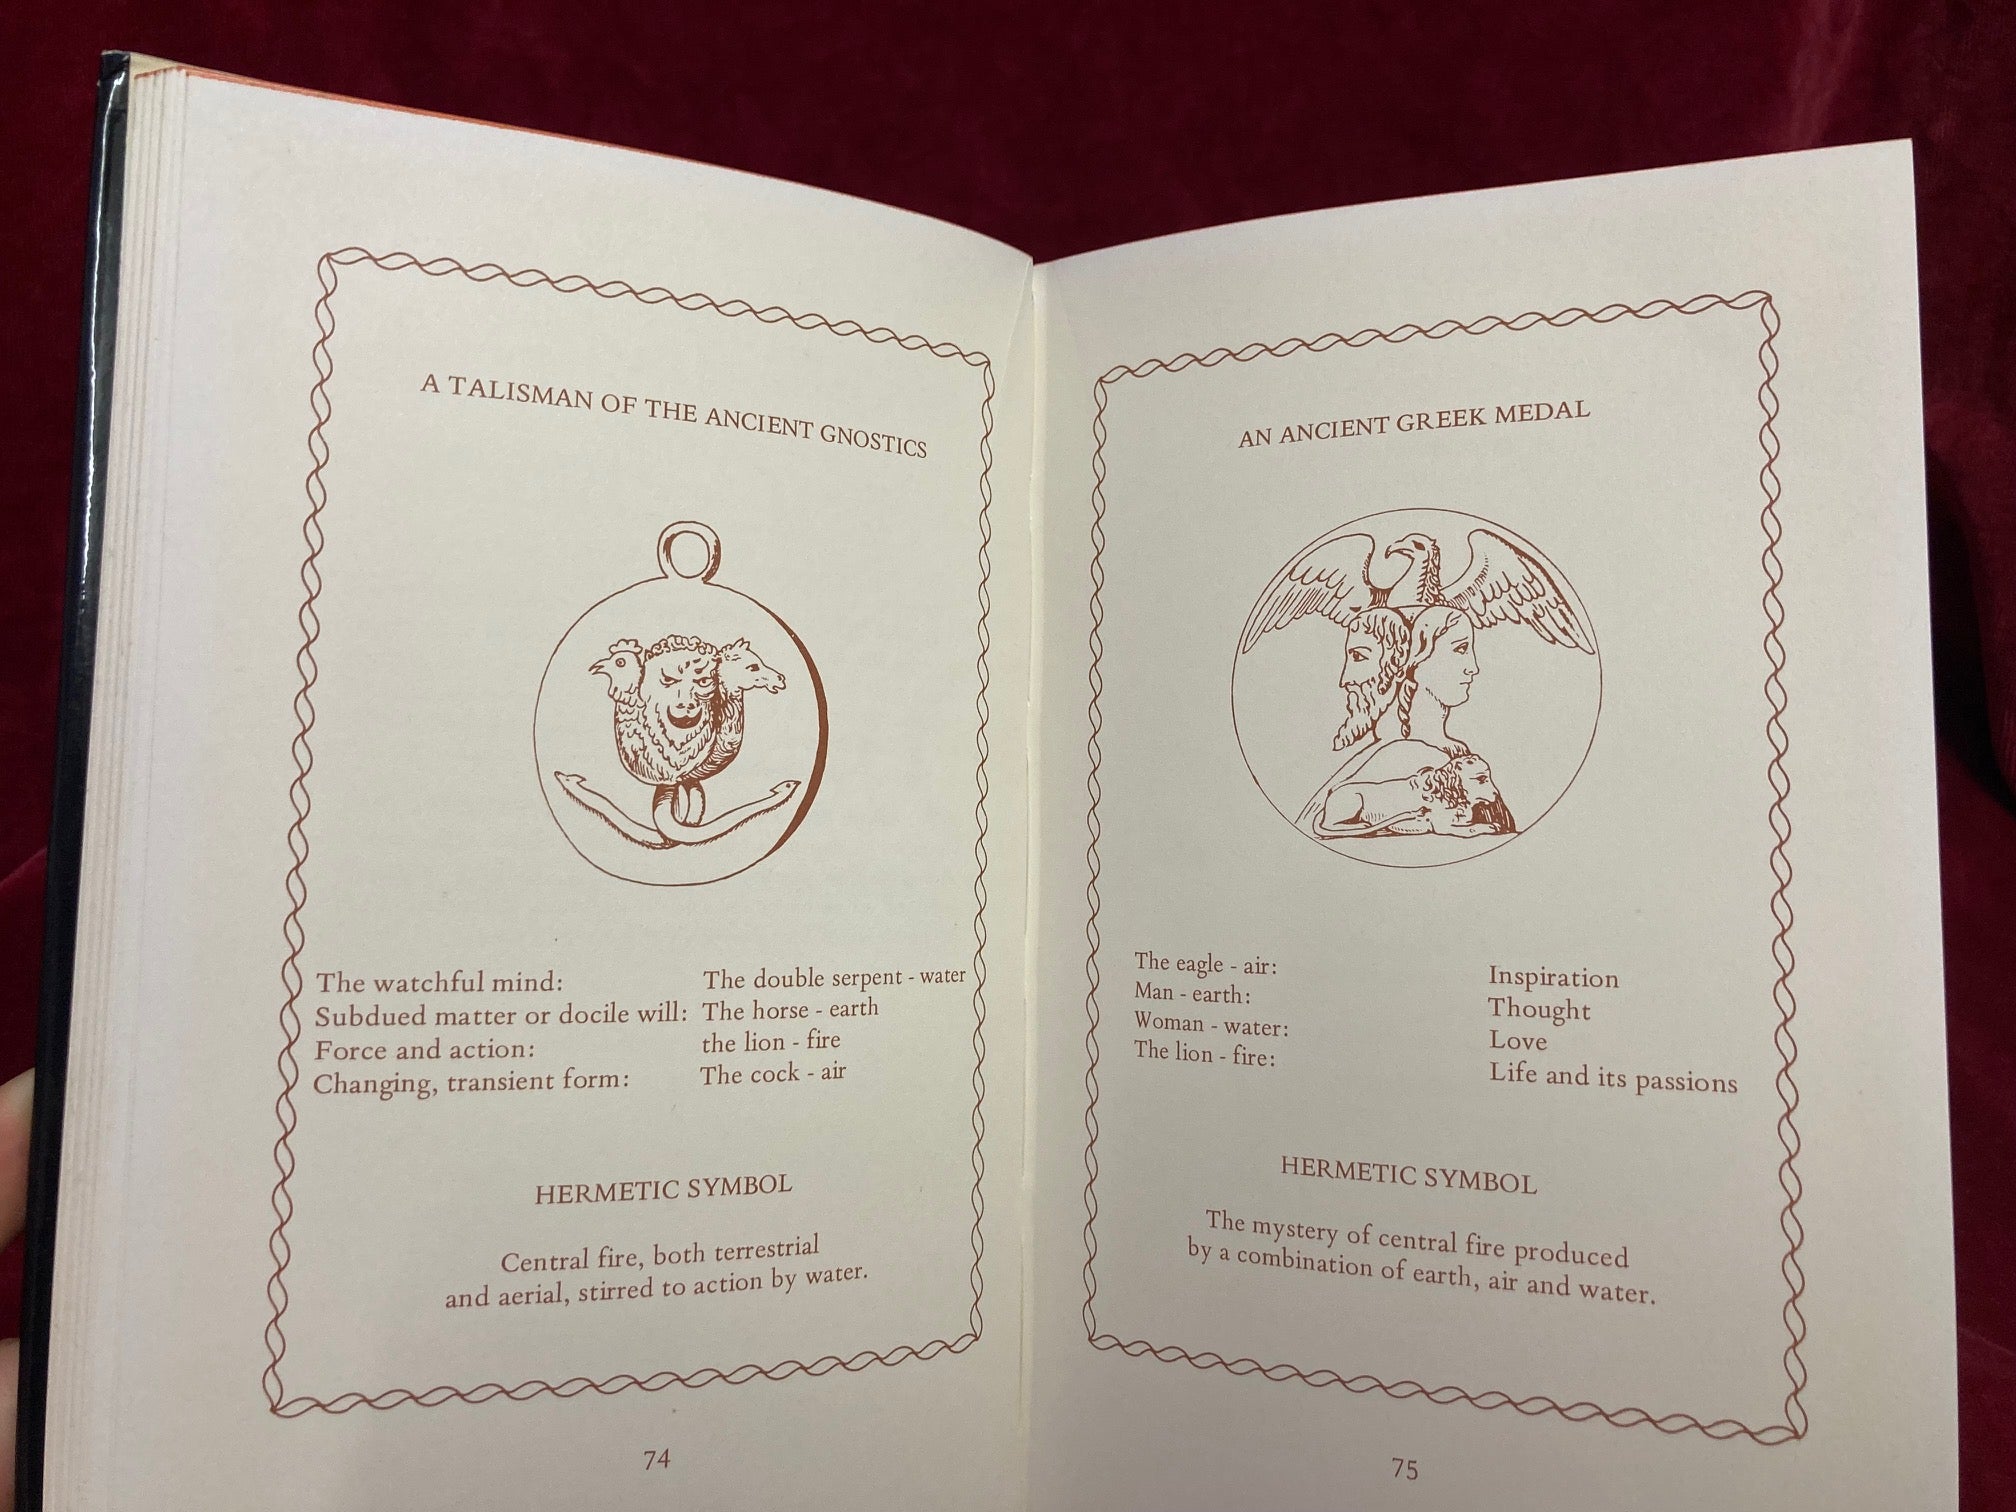 A TALISMAN OF THE ANCIENT GNOSTICS
The watchful mind: The double serpent - water
Subdued matter or docile will: The horse - earth
Force and action: the lion - fire
Changing, transient form: The cock - air
HERMETIC SYMBOL
Central fire, both terrestrial
and aerial, stirred to action by water.
74
AN ANCIENT GREEK MEDAL
The eagle - air: Inspiration
Man - earth: Thought
Woman - water: Love
The lion - fire: Life and its passions
HERMETIC SYMBOL
The mystery of central fire produced
by a combination of earth, air and water.
75